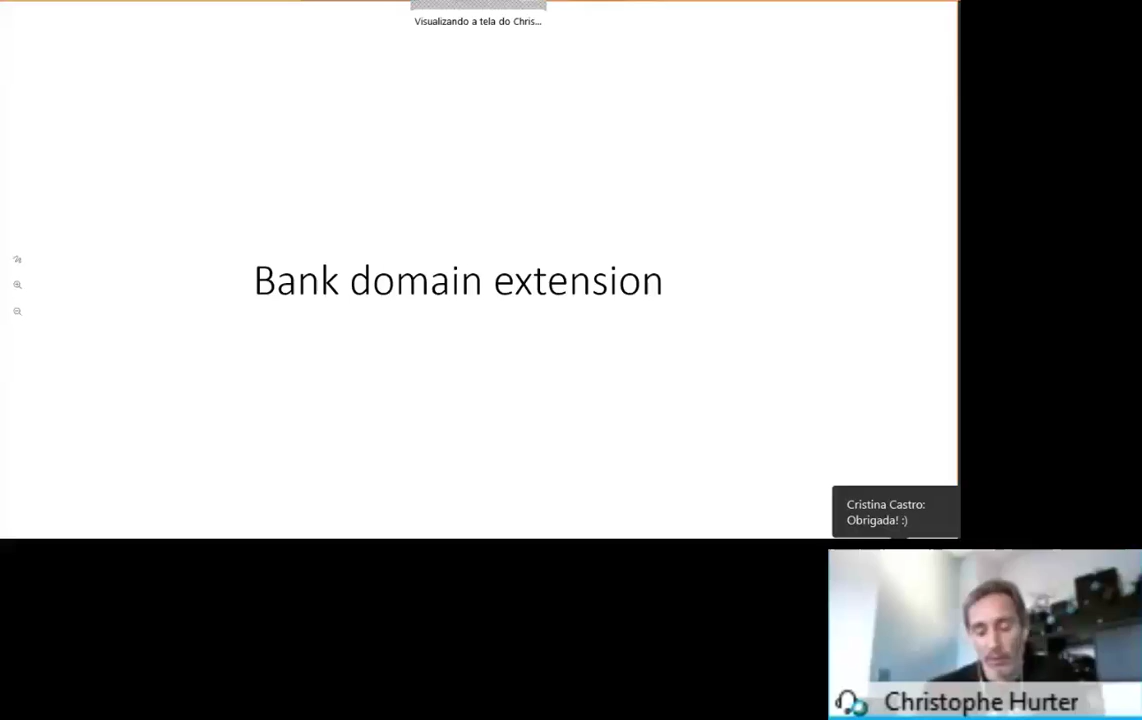 Visualizando a tela do Chris...
Bank domain extension
Cristina Castro:
Obrigada! :)
Christophe Hurter